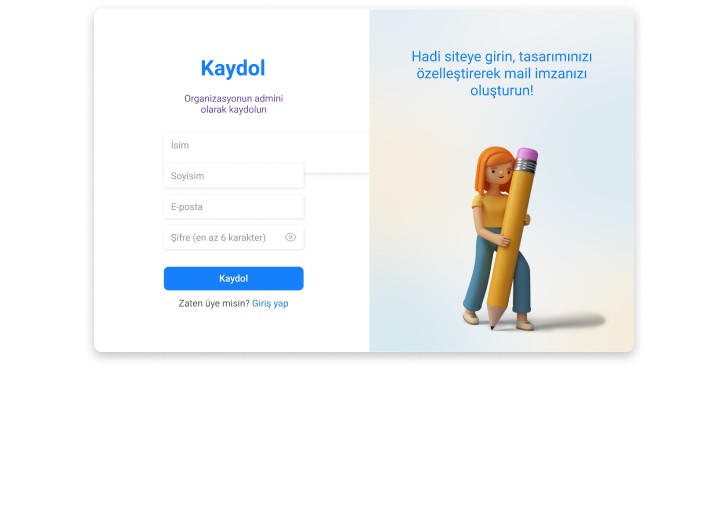 Kaydol
Organizasyonun admini
olarak kaydolun
İsim
Soyisim
E-posta
Şifre (en az 6 karakter)
Kaydol
Zaten üye misin? Giriş yap
Hadi siteye girin, tasarımınızı
özelleştirerek mail imzanızı
oluşturun!